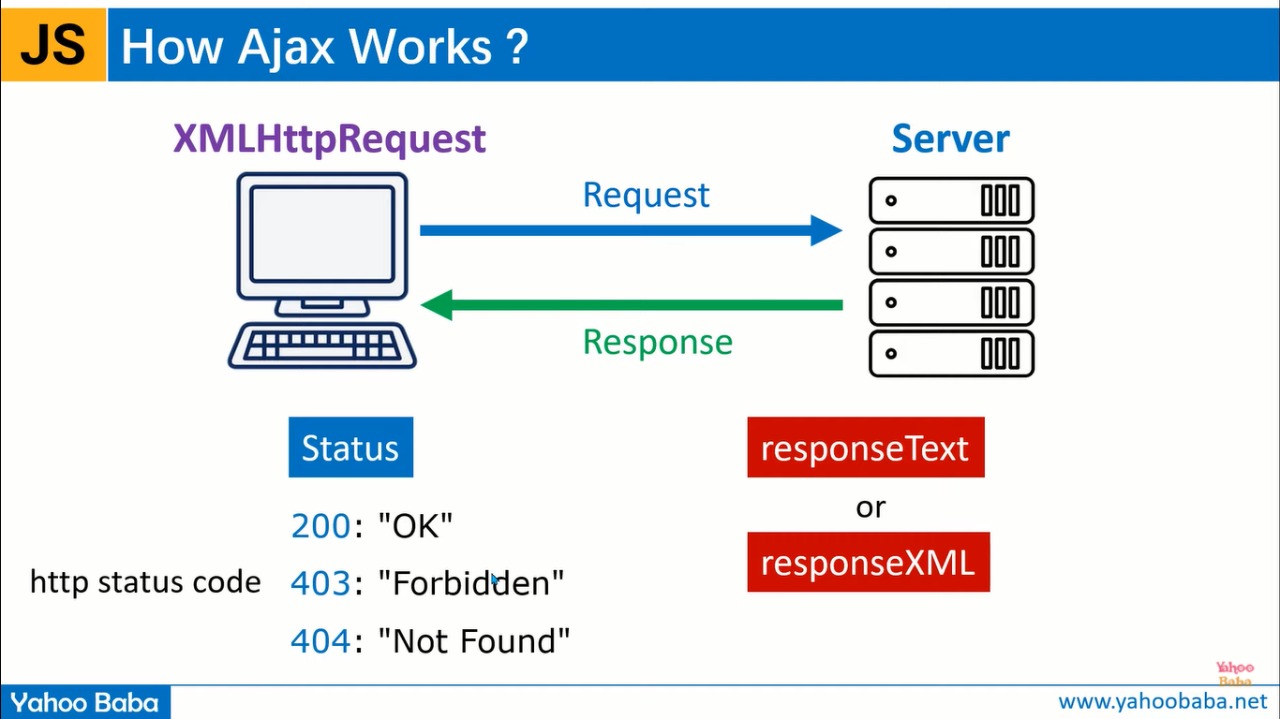 JS How Ajax Works ?
XMLHttpRequest
Server
Request
Response
Status
200: "OK"
http status code 403: "Forbidden"
404: "Not Found"
responseText
or
responseXML
Yahoo
Baba
Yahoo Baba
www.yahoobaba.net